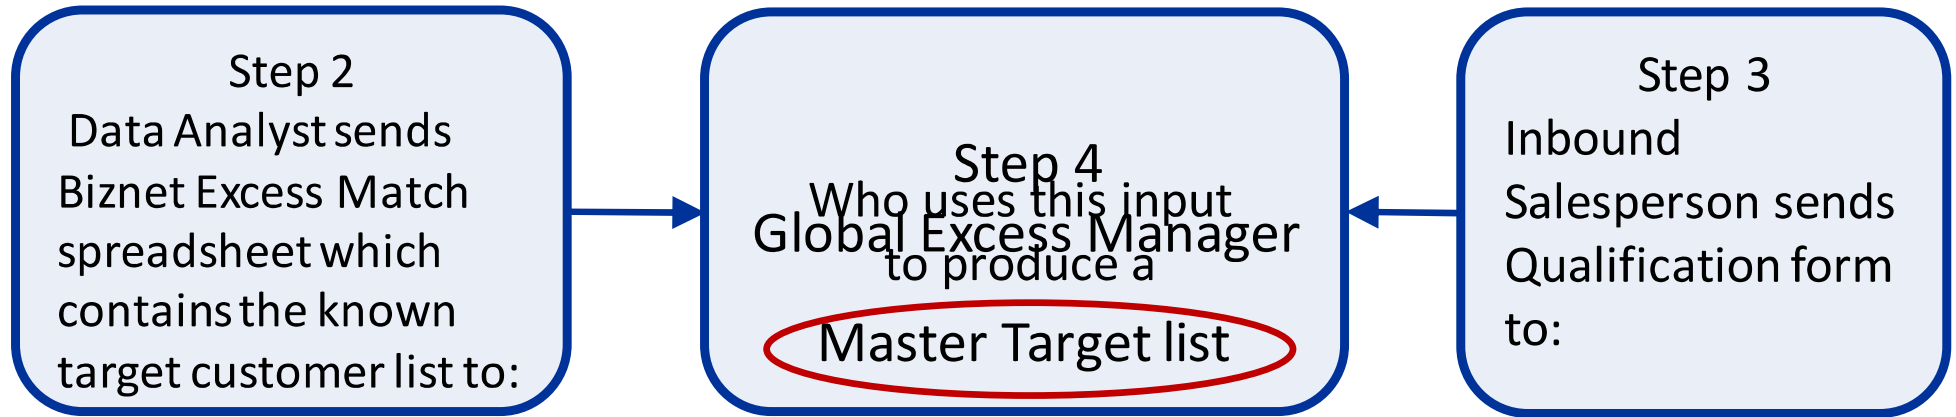 Step 2
Data Analyst sends
Biznet Excess Match
spreadsheet which
contains the known
target customer list to:
Step 4
Global Excess Manager
Who uses this input
to produce a
Master Target list
Step 3
Inbound
Salesperson sends
Qualification form
to: